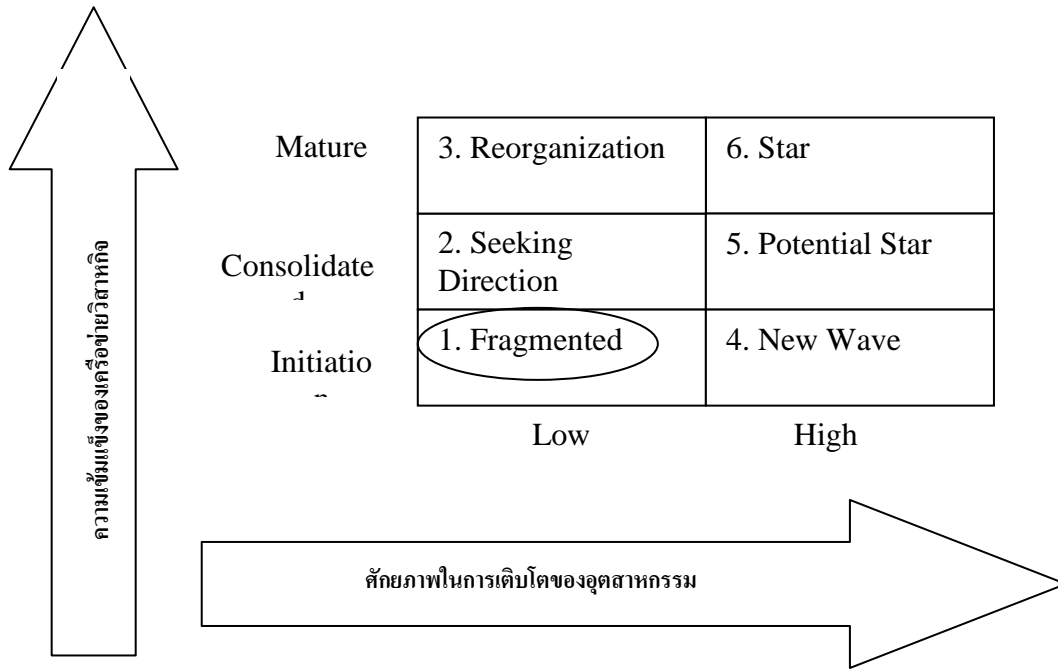 Mature
3. Reorganization
6. Star
Consolidate
2. Seeking
Direction
5. Potential Star
Initiatio
1. Fragmented
4. New Wave
Low
High
ความเข้มแข็งของเครือข่ายวิสาหกิจ
ศักยภาพในการเติบโตของอุตสาหกรรม